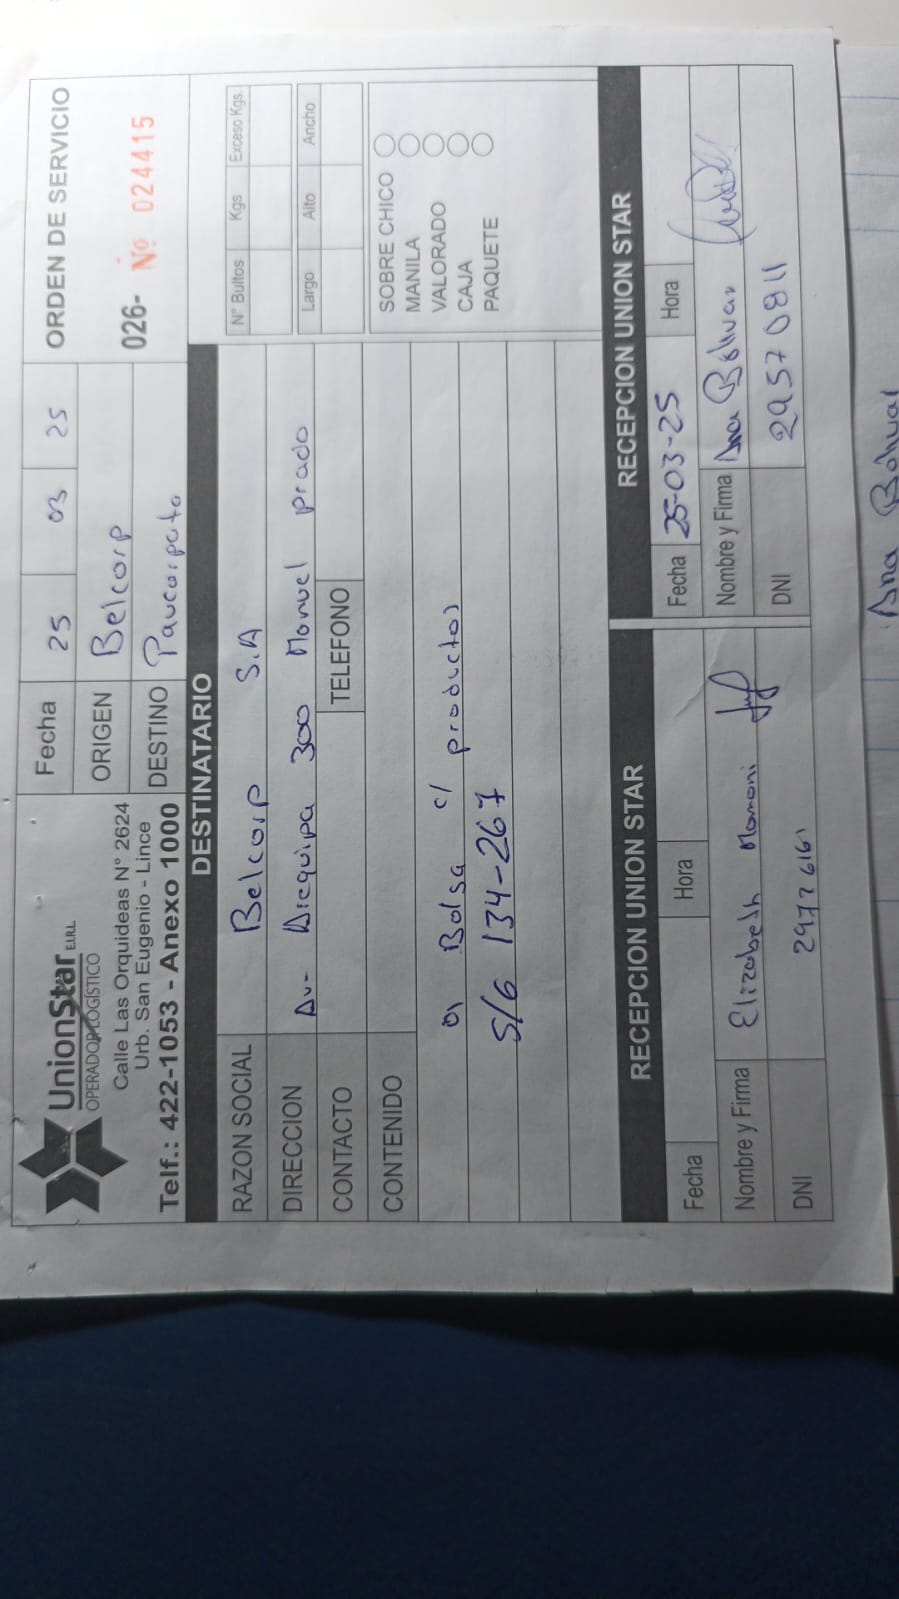 UnionStar E.I.R.L
OPERADOR LOGÍSTICO
Calle Las Orquideas N° 2624
Urb. San Eugenio - Lince
Telf.: 422-1053 - Anexo 1000
Fecha 25 03 25
ORIGEN Belcorp
DESTINO Paucarpata
ORDEN DE SERVICIO
026- No 024415
DESTINATARIO
RAZON SOCIAL Belcorp S.A
DIRECCION Av- Arequipa 300 Manuel prado
CONTACTO TELEFONO
CONTENIDO
01 Bolsa c/ productos
S/G 134-267
N° Bultos Kgs Exceso Kgs.
Largo Alto Ancho
SOBRE CHICO
MANILA
VALORADO
CAJA
PAQUETE
RECEPCION UNION STAR
Fecha Hora
Nombre y Firma Elizabeth Mamani
DNI
RECEPCION UNION STAR
Fecha 25-03-25 Hora
Nombre y Firma Ana Bolivar
DNI 29570811
Ana Bolivar